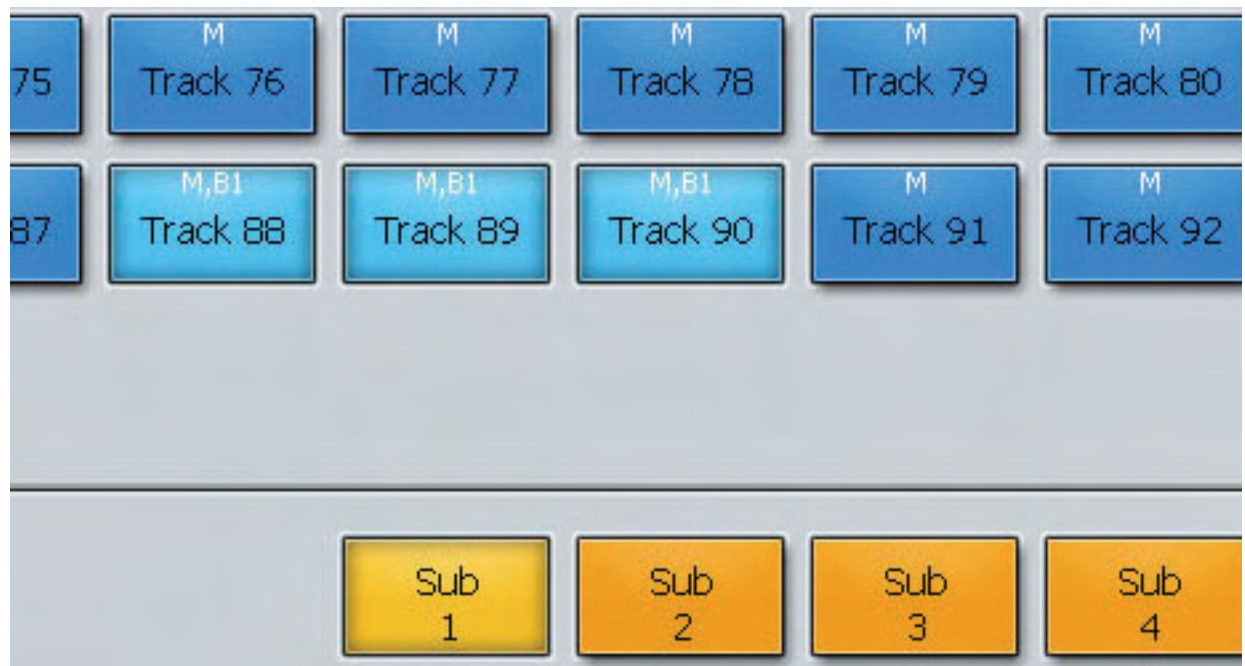 M M M M M
75 Track 76 Track 77 Track 78 Track 79 Track 80
M,B1 M,B1 M,B1 M M
87 Track 88 Track 89 Track 90 Track 91 Track 92
Sub Sub Sub Sub
1 2 3 4